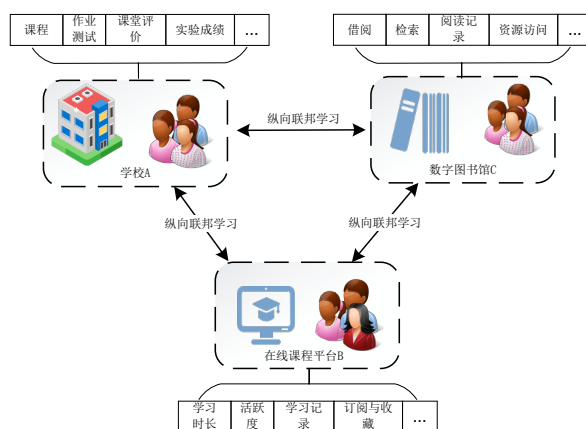 课程
作业
测试
课堂评
价
实验成绩
...
借阅
检索
阅读记
录
资源访问
...
学校A
纵向联邦学习
数字图书馆C
纵向联邦学习
纵向联邦学习
在线课程平台B
学习
时长
活跃
度
学习记
录
订阅与收
藏
...